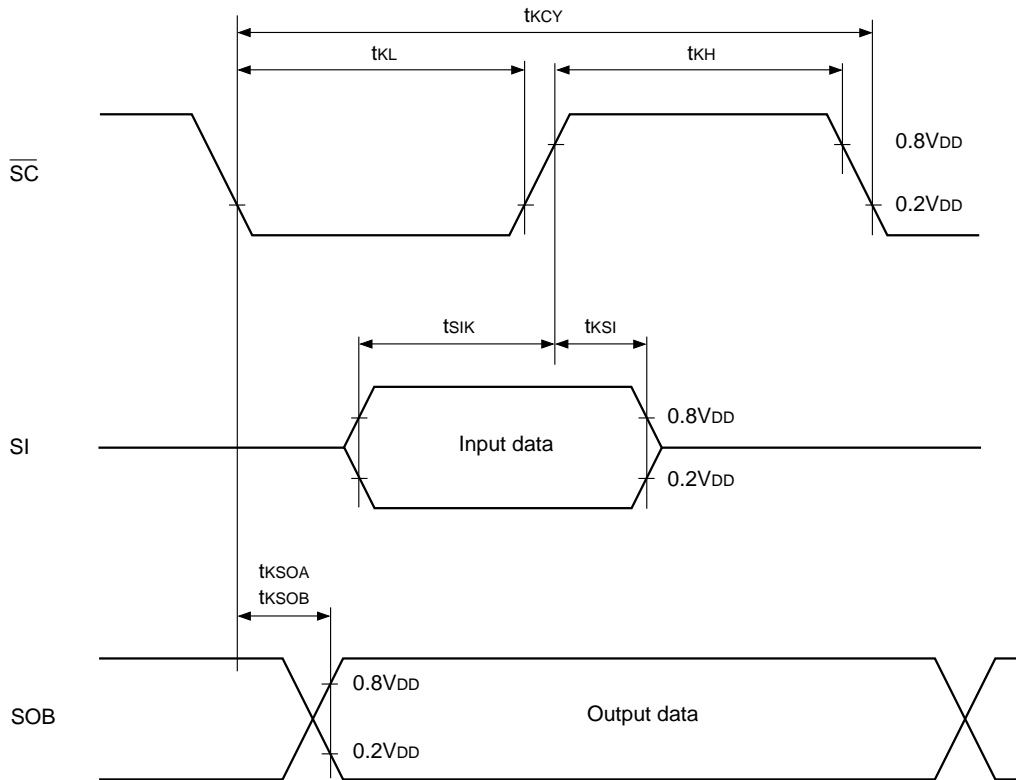 tKCY
tKL
tKH
SC
0.8VDD
0.2VDD
tSIK
tKSI
SI
Input data
0.8VDD
0.2VDD
tKSOA
tKSOB
SOB
0.8VDD
Output data
0.2VDD